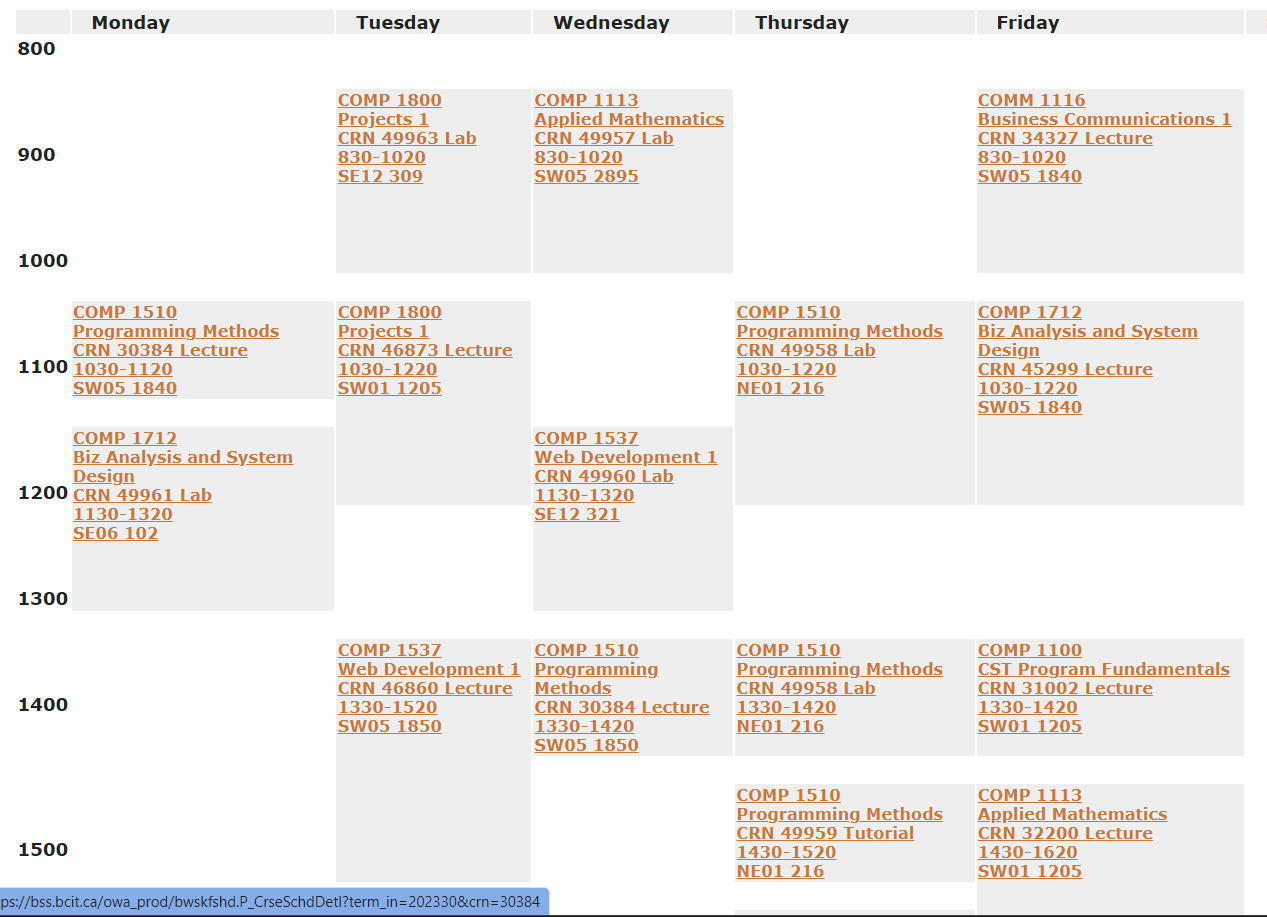 Monday Tuesday Wednesday Thursday Friday
800
COMP 1800
Projects 1
CRN 49963 Lab
830-1020
SE12 309
COMP 1113
Applied Mathematics
CRN 49957 Lab
830-1020
SW05 2895
COMM 1116
Business Communications 1
CRN 34327 Lecture
830-1020
SW05 1840
900
1000
COMP 1510
Programming Methods
CRN 30384 Lecture
1030-1120
SW05 1840
COMP 1800
Projects 1
CRN 46873 Lecture
1030-1220
SW01 1205
COMP 1510
Programming Methods
CRN 49958 Lab
1030-1220
NE01 216
COMP 1712
Biz Analysis and System
Design
CRN 45299 Lecture
1030-1220
SW05 1840
1100
COMP 1712
Biz Analysis and System
Design
CRN 49961 Lab
1130-1320
SE06 102
COMP 1537
Web Development 1
CRN 49960 Lab
1130-1320
SE12 321
1200
1300
COMP 1537
Web Development 1
CRN 46860 Lecture
1330-1520
SW05 1850
COMP 1510
Programming
Methods
CRN 30384 Lecture
1330-1420
SW05 1850
COMP 1510
Programming Methods
CRN 49958 Lab
1330-1420
NE01 216
COMP 1100
CST Program Fundamentals
CRN 31002 Lecture
1330-1420
SW01 1205
1400
COMP 1510
Programming Methods
CRN 49959 Tutorial
1430-1520
NE01 216
COMP 1113
Applied Mathematics
CRN 32200 Lecture
1430-1620
SW01 1205
1500
ps://bss.bcit.ca/owa_prod/bwskfshd.P_CrseSchdDetl?term_in=202330&crn=30384